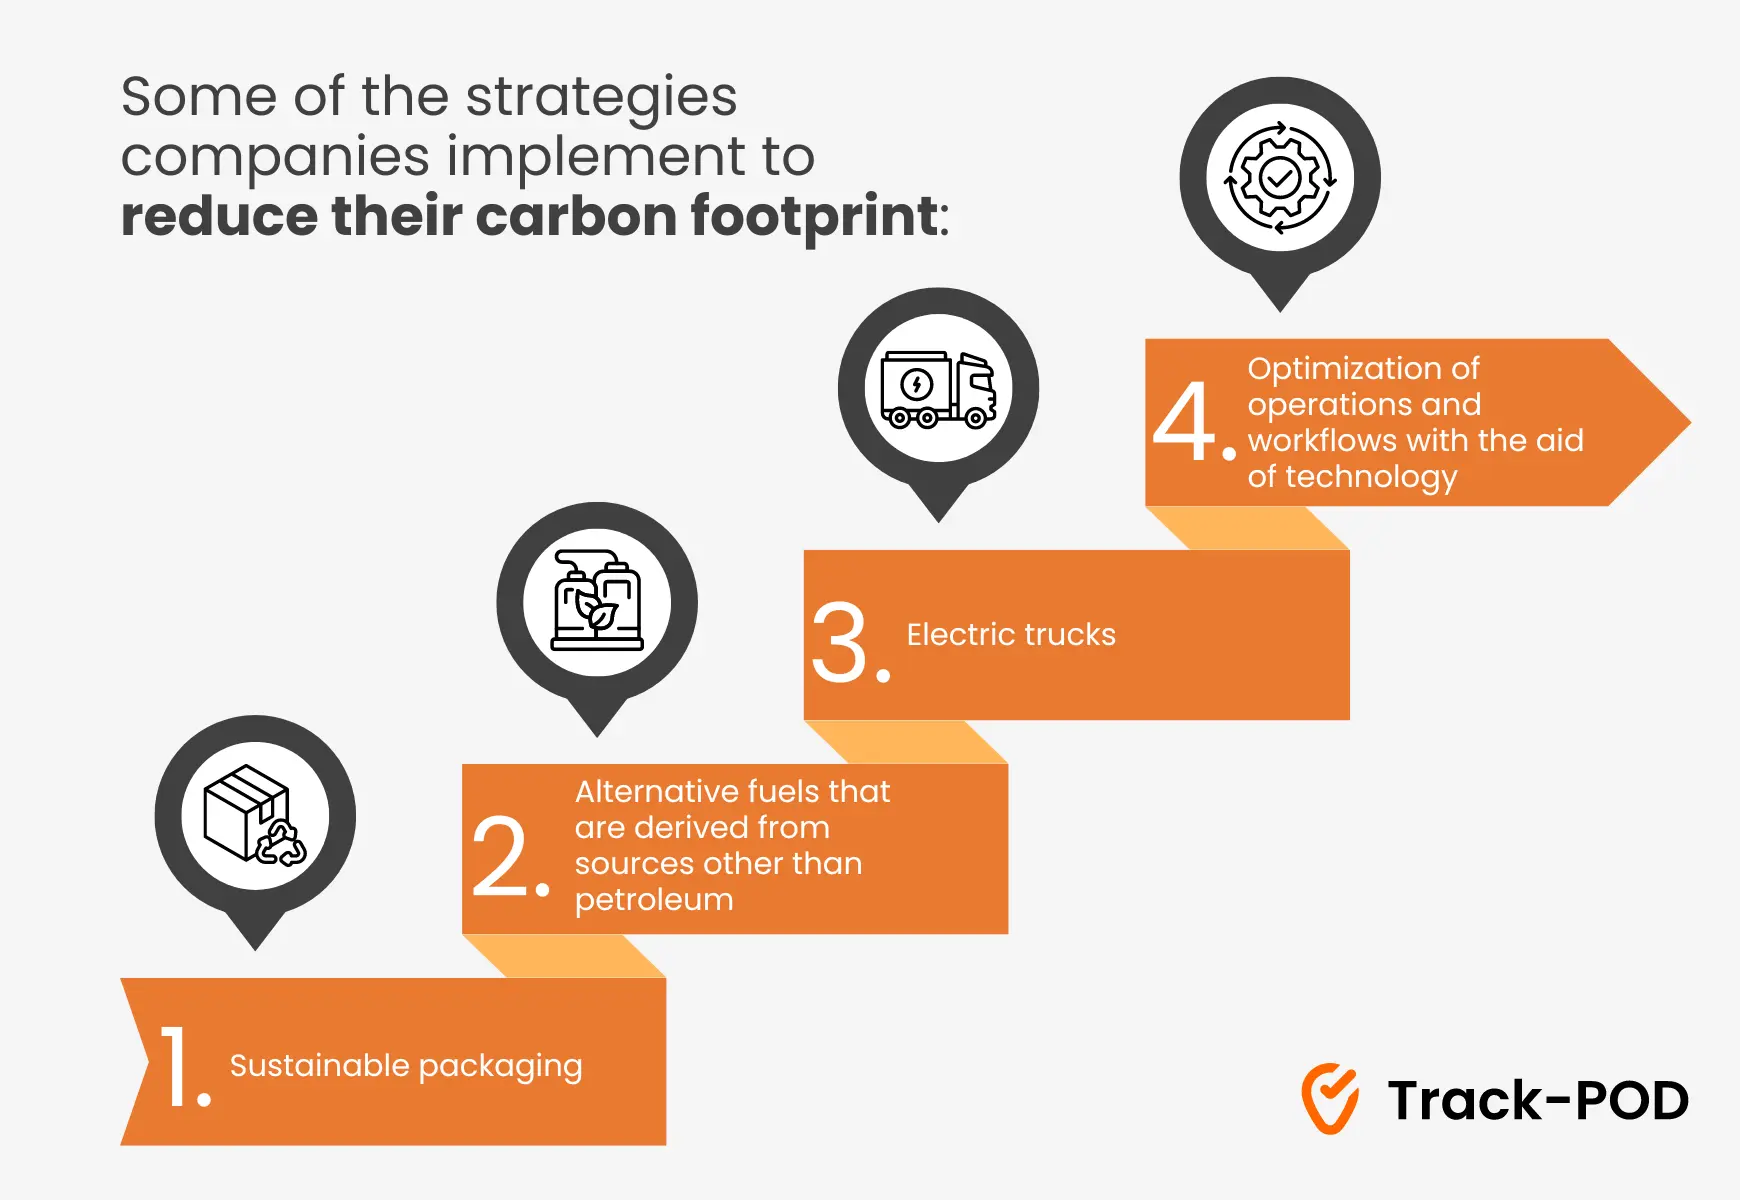 Some of the strategies
companies implement to
reduce their carbon footprint:
4.
Optimization of
operations and
workflows with the aid
of technology
3.
Electric trucks
2.
Alternative fuels that
are derived from
sources other than
petroleum
1.
Sustainable packaging
Track-POD